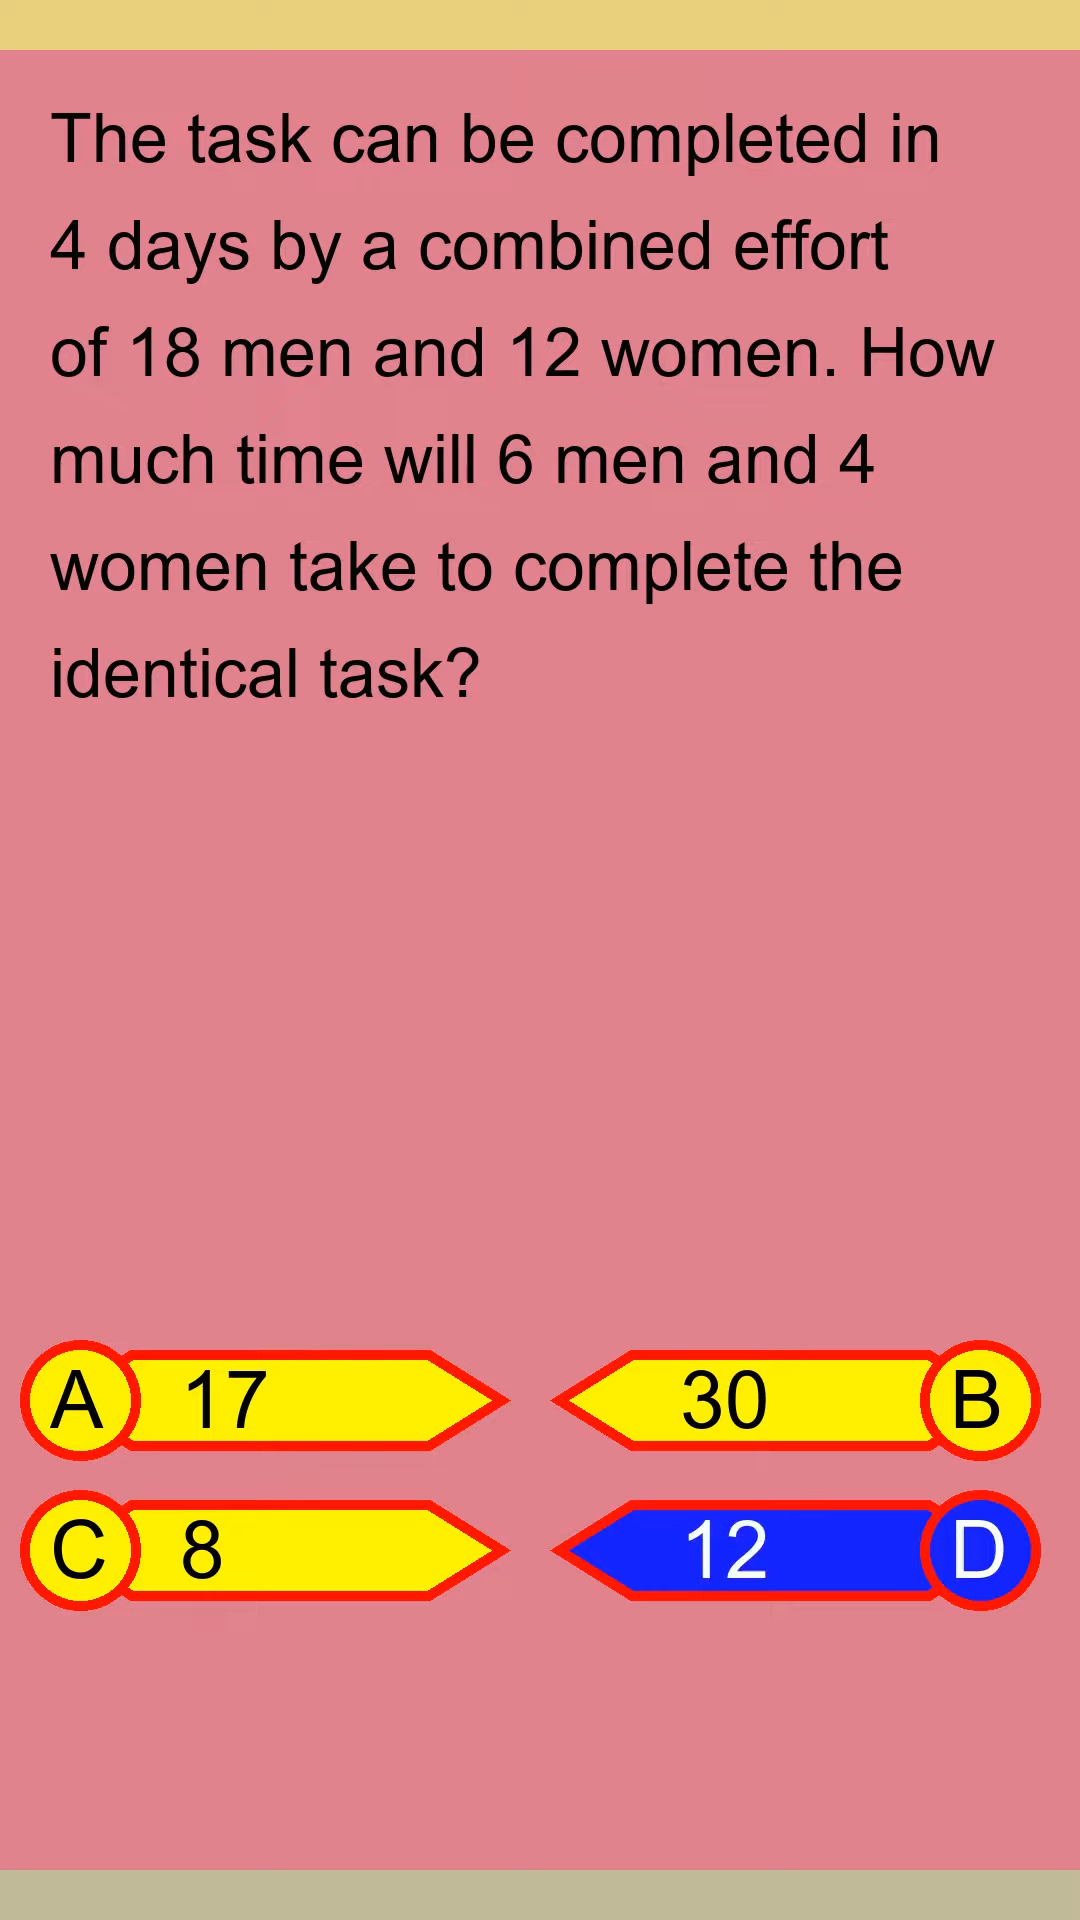 The task can be completed in
4 days by a combined effort
of 18 men and 12 women. How
much time will 6 men and 4
women take to complete the
identical task?
A 17
30 B
C 8
12 D